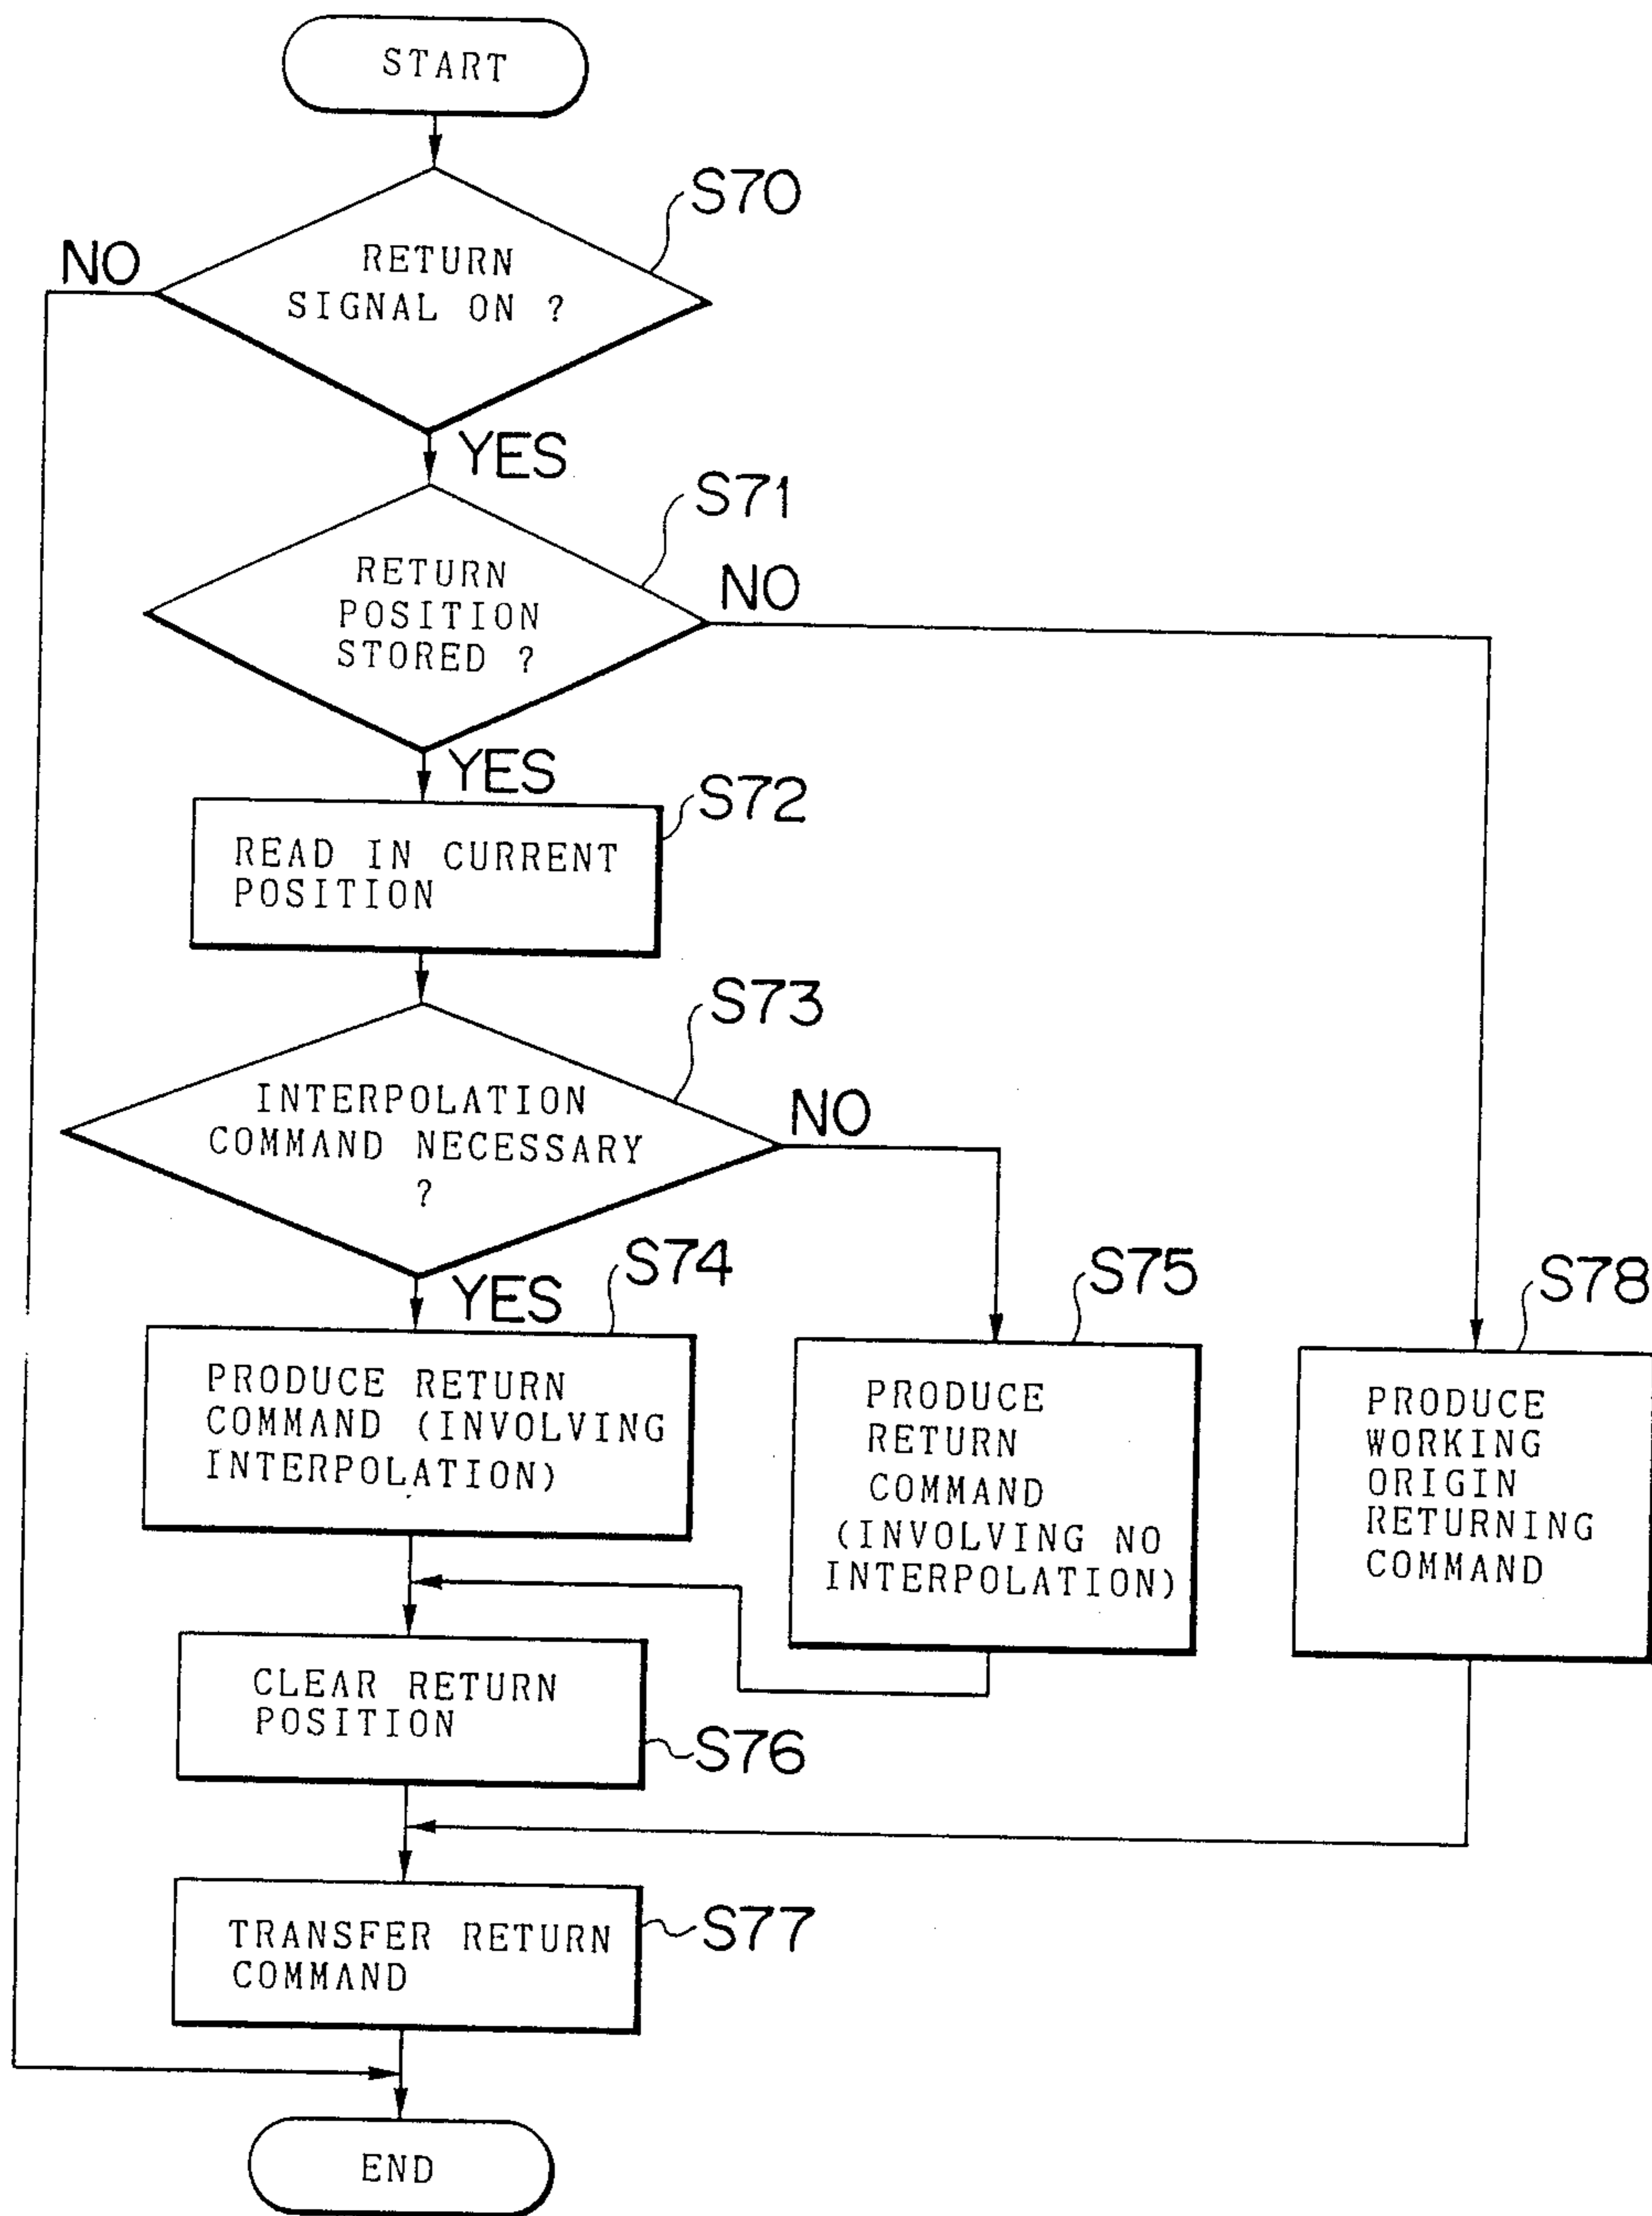 START
S70
NO
RETURN
SIGNAL ON ?
YES
S71
RETURN
POSITION
STORED ?
NO
YES
S72
READ IN CURRENT
POSITION
S73
INTERPOLATION
COMMAND NECESSARY
?
NO
YES
S74
PRODUCE RETURN
COMMAND (INVOLVING
INTERPOLATION)
S75
PRODUCE
RETURN
COMMAND
(INVOLVING NO
INTERPOLATION)
S78
PRODUCE
WORKING
ORIGIN
RETURNING
COMMAND
CLEAR RETURN
POSITION
S76
TRANSFER RETURN
COMMAND
S77
END